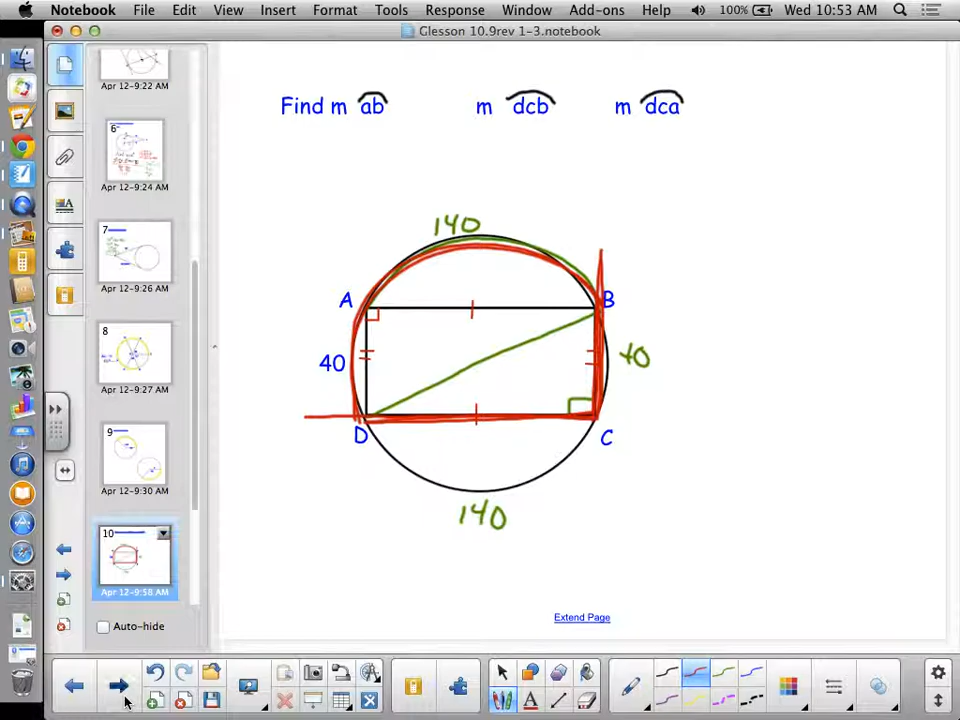 Notebook File Edit View Insert Format Tools Response Window Add-ons Help 100% Wed 10:53 AM
Glesson 10.9rev 1-3.notebook
Apr 12-9:22 AM
6
Apr 12-9:24 AM
7
Apr 12-9:26 AM
8
Apr 12-9:27 AM
9
Apr 12-9:30 AM
10
Apr 12-9:58 AM
Auto-hide
Find m ab m dcb m dca
140
A B
40 40
D C
140
Extend Page